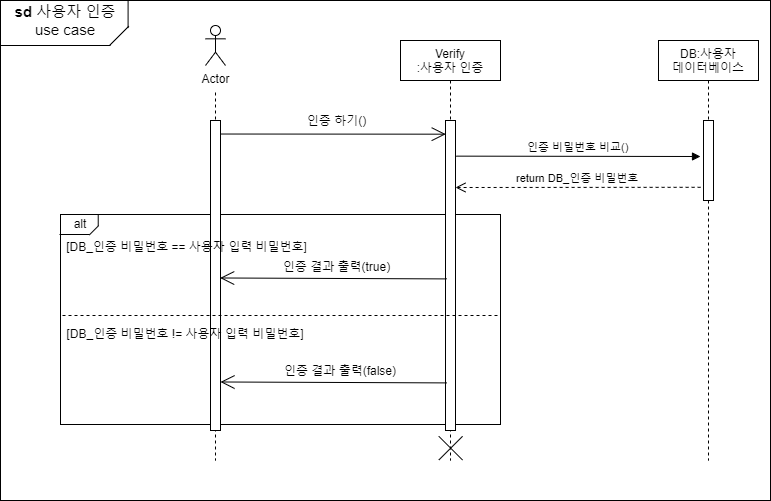 sd 사용자 인증
use case
Actor
Verify
:사용자 인증
DB:사용자
데이터베이스
인증 하기()
인증 비밀번호 비교()
return DB_인증 비밀번호
alt
[DB_인증 비밀번호 == 사용자 입력 비밀번호]
인증 결과 출력(true)
[DB_인증 비밀번호 != 사용자 입력 비밀번호]
인증 결과 출력(false)